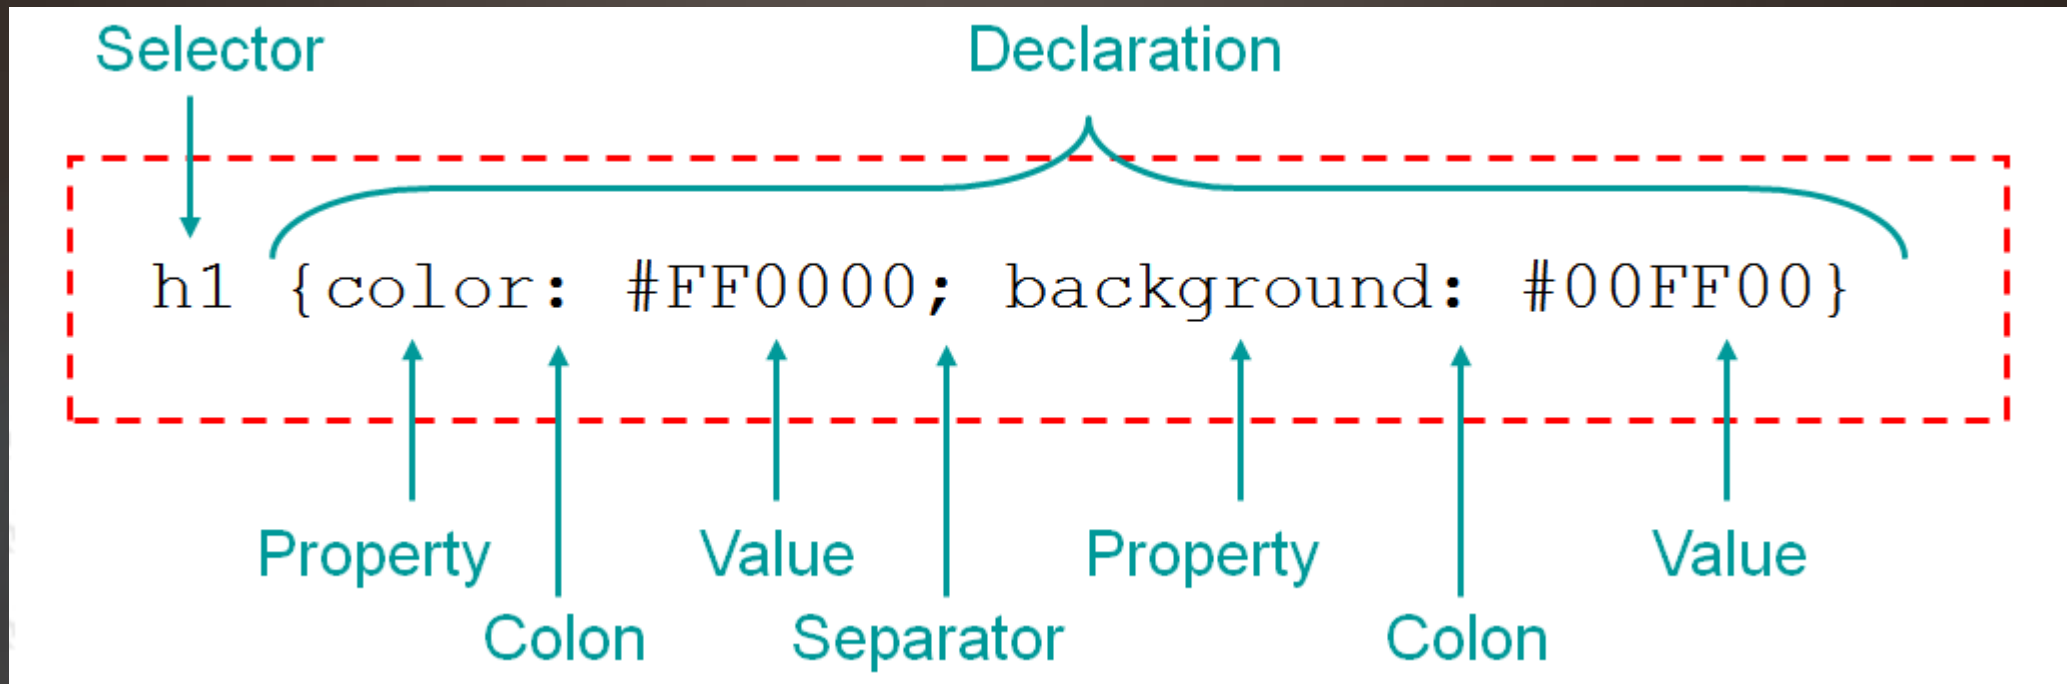 Selector
Declaration
h1 {color: #FF0000; background: #00FF00}
Property
Value
Property
Value
Colon
Separator
Colon